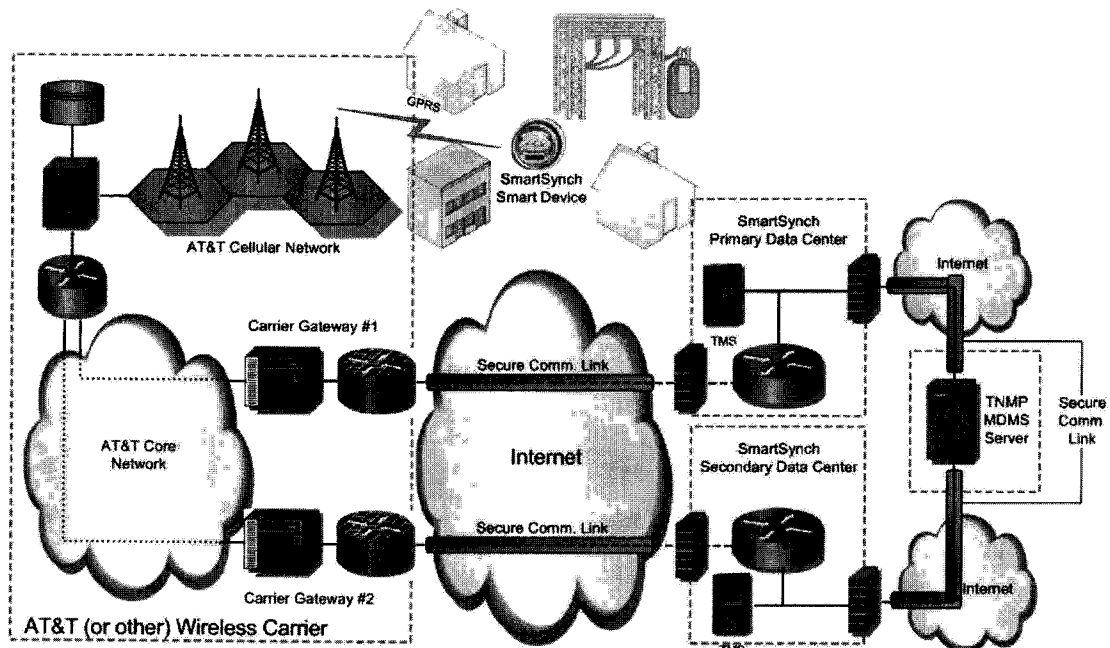 GPRS
SmartSynch
Smart Device
AT&T Cellular Network
SmartSynch
Primary Data Center
TMS
Internet
Carrier Gateway #1
Secure Comm. Link
TNMP
MDMS
Server
Secure
Comm
Link
AT&T Core
Network
Internet
SmartSynch
Secondary Data Center
Secure Comm. Link
Carrier Gateway #2
Internet
AT&T (or other) Wireless Carrier